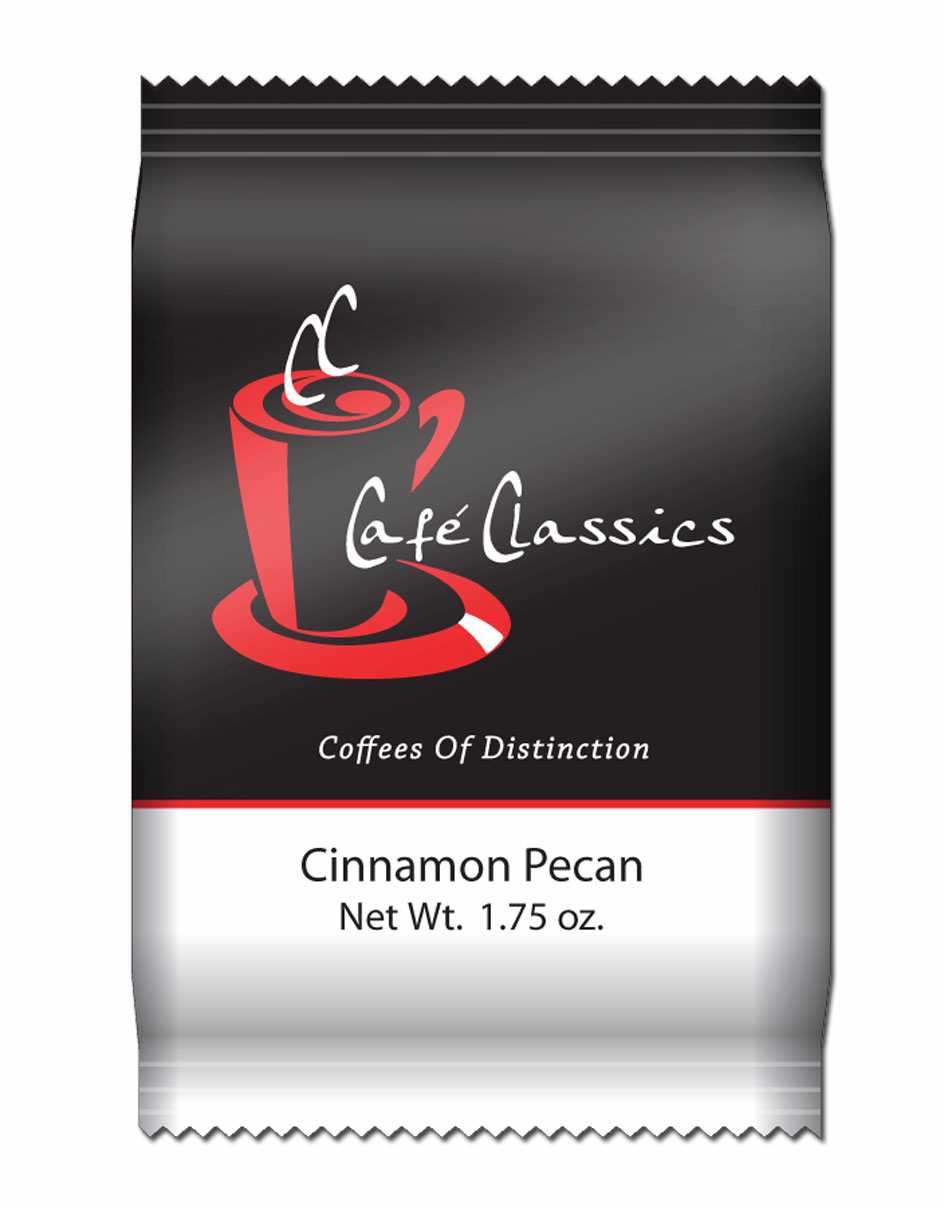 Café Classics
Coffees Of Distinction
Cinnamon Pecan
Net Wt. 1.75 oz.